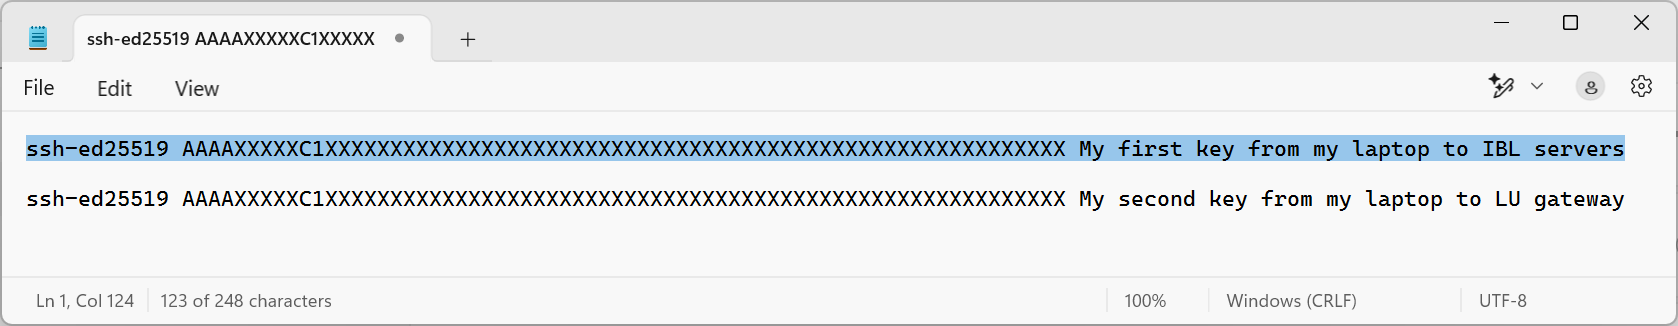 ssh-ed25519 AAAAXXXXXC1XXXXX
File Edit View
ssh-ed25519 AAAAXXXXXC1XXXXXXXXXXXXXXXXXXXXXXXXXXXXXXXXXXXXXXXXXXXXXXXXXXXXXXXXX My first key from my laptop to IBL servers
ssh-ed25519 AAAAXXXXXC1XXXXXXXXXXXXXXXXXXXXXXXXXXXXXXXXXXXXXXXXXXXXXXXXXXXXXXXXX My second key from my laptop to LU gateway
Ln 1, Col 124 123 of 248 characters 100% Windows (CRLF) UTF-8